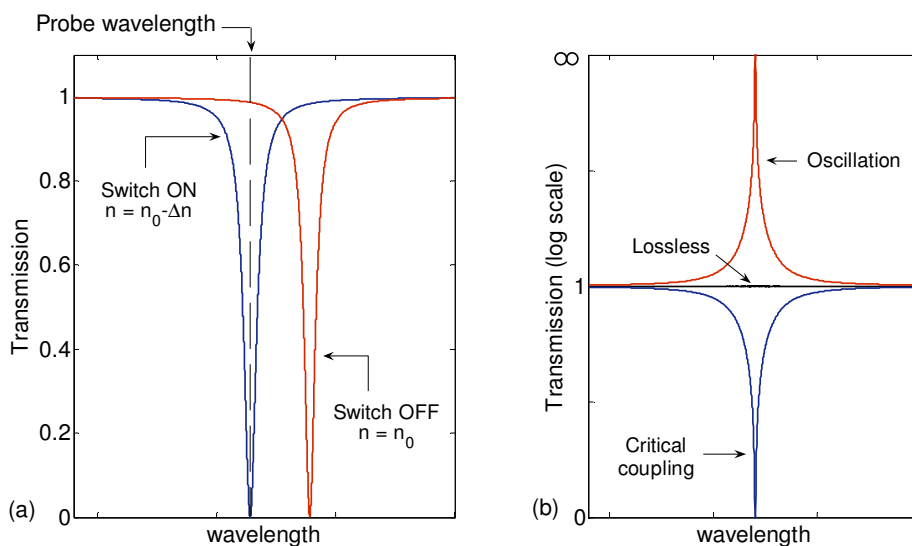 Probe wavelength
1
0.8
0.6
0.4
0.2
0
Transmission
Switch ON
n = n0-Δn
Switch OFF
n = n0
(a)
wavelength
∞
1
0
Transmission (log scale)
Oscillation
Lossless
Critical
coupling
(b)
wavelength